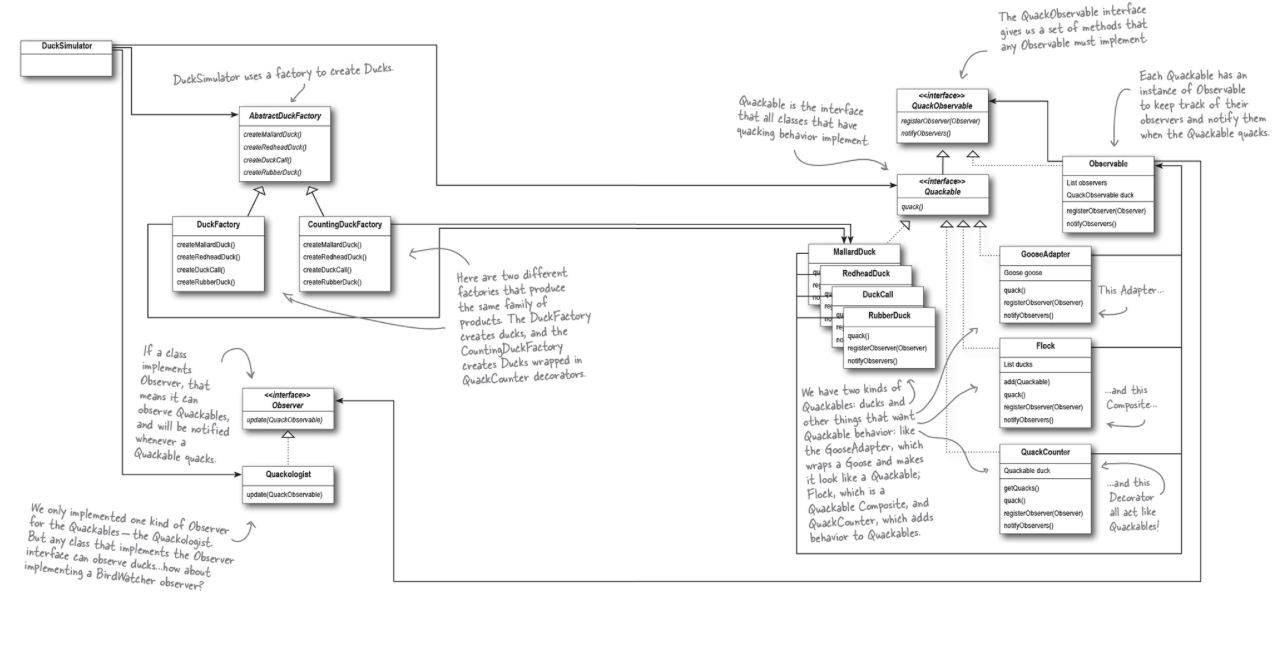 DuckSimulator
DuckSimulator uses a factory to create Ducks.
AbstractDuckFactory
createMallardDuck()
createRedheadDuck()
createDuckCall()
createRubberDuck()
DuckFactory
createMallardDuck()
createRedheadDuck()
createDuckCall()
createRubberDuck()
CountingDuckFactory
createMallardDuck()
createRedheadDuck()
createDuckCall()
createRubberDuck()
Here are two different
factories that produce
the same family of
products. The DuckFactory
creates ducks, and the
CountingDuckFactory
creates Ducks wrapped in
QuackCounter decorators.
If a class
implements
Observer, that
means it can
observe Quackables,
and will be notified
whenever a
Quackable quacks.
<<interface>>
Observer
update(QuackObservable)
Quackologist
update(QuackObservable)
We only implemented one kind of Observer
for the Quackables—the Quackologist.
But any class that implements the Observer
interface can observe ducks...how about
implementing a BirdWatcher observer?
The QuackObservable interface
gives us a set of methods that
any Observable must implement.
Quackable is the interface
that all classes that have
quacking behavior implement.
<<interface>>
QuackObservable
registerObserver(Observer)
notifyObservers()
Each Quackable has an
instance of Observable
to keep track of their
observers and notify them
when the Quackable quacks.
<<interface>>
Quackable
quack()
Observable
List observers
QuackObservable duck
registerObserver(Observer)
notifyObservers()
MallardDuck
qu
re
no
RedheadDuck
qu
re
no
DuckCall
qu
re
no
RubberDuck
quack()
registerObserver(Observer)
notifyObservers()
GooseAdapter
Goose goose
quack()
registerObserver(Observer)
notifyObservers()
This Adapter...
Flock
List ducks
add(Quackable)
quack()
registerObserver(Observer)
notifyObservers()
...and this
Composite...
QuackCounter
Quackable duck
getQuacks()
quack()
registerObserver(Observer)
notifyObservers()
...and this
Decorator
all act like
Quackables!
We have two kinds of
Quackables: ducks and
other things that want
Quackable behavior: like
the GooseAdapter, which
wraps a Goose and makes
it look like a Quackable;
Flock, which is a
Quackable Composite, and
QuackCounter, which adds
behavior to Quackables.